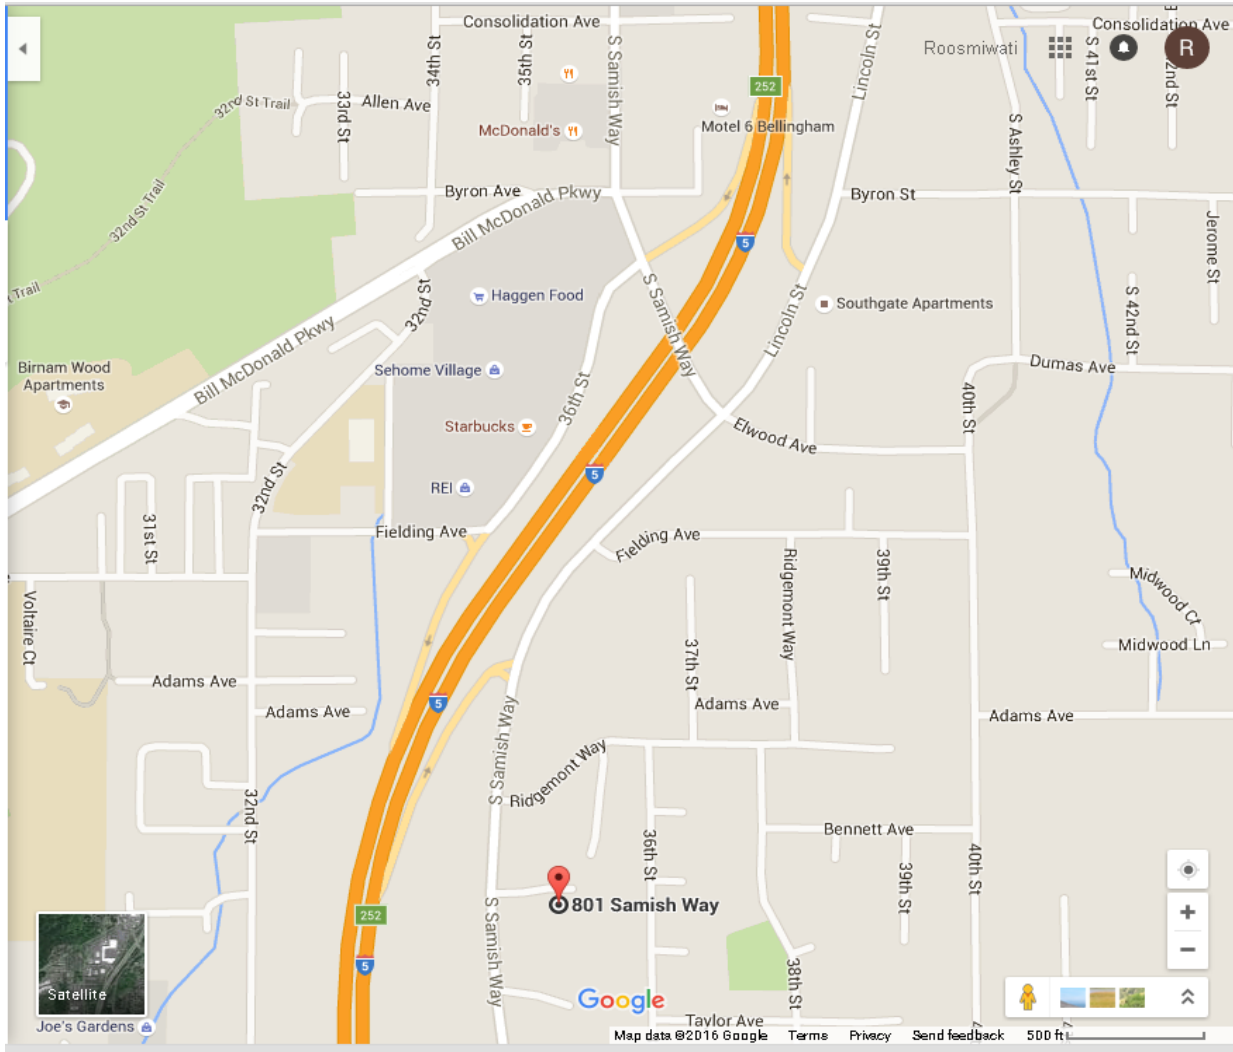 Consolidation Ave
34th St
35th St
S Samish Way
Lincoln St
Consolidation Ave
Roosmiwati
R
252
S 41st St
32nd St Trail
33rd St
Allen Ave
McDonald's
Motel 6 Bellingham
S Ashley St
32nd St Trail
Byron Ave
Bill McDonald Pkwy
Byron St
Jerome St
5
32nd St
Haggen Food
S Samish Way
Lincoln St
Southgate Apartments
S 42nd St
Bill McDonald Pkwy
Birnam Wood
Apartments
Sehome Village
36th St
Dumas Ave
40th St
Starbucks
Elwood Ave
32nd St
REI
5
31st St
Fielding Ave
Fielding Ave
Ridgemont Way
39th St
Midwood Ct
Voltaire Ct
37th St
Midwood Ln
Adams Ave
Adams Ave
5
Adams Ave
Adams Ave
S Samish Way
Ridgemont Way
32nd St
36th St
Bennett Ave
40th St
39th St
801 Samish Way
252
S Samish Way
5
38th St
Satellite
Google
Joe's Gardens
Taylor Ave
Map data ©2016 Google Terms Privacy Send feedback 500 ft